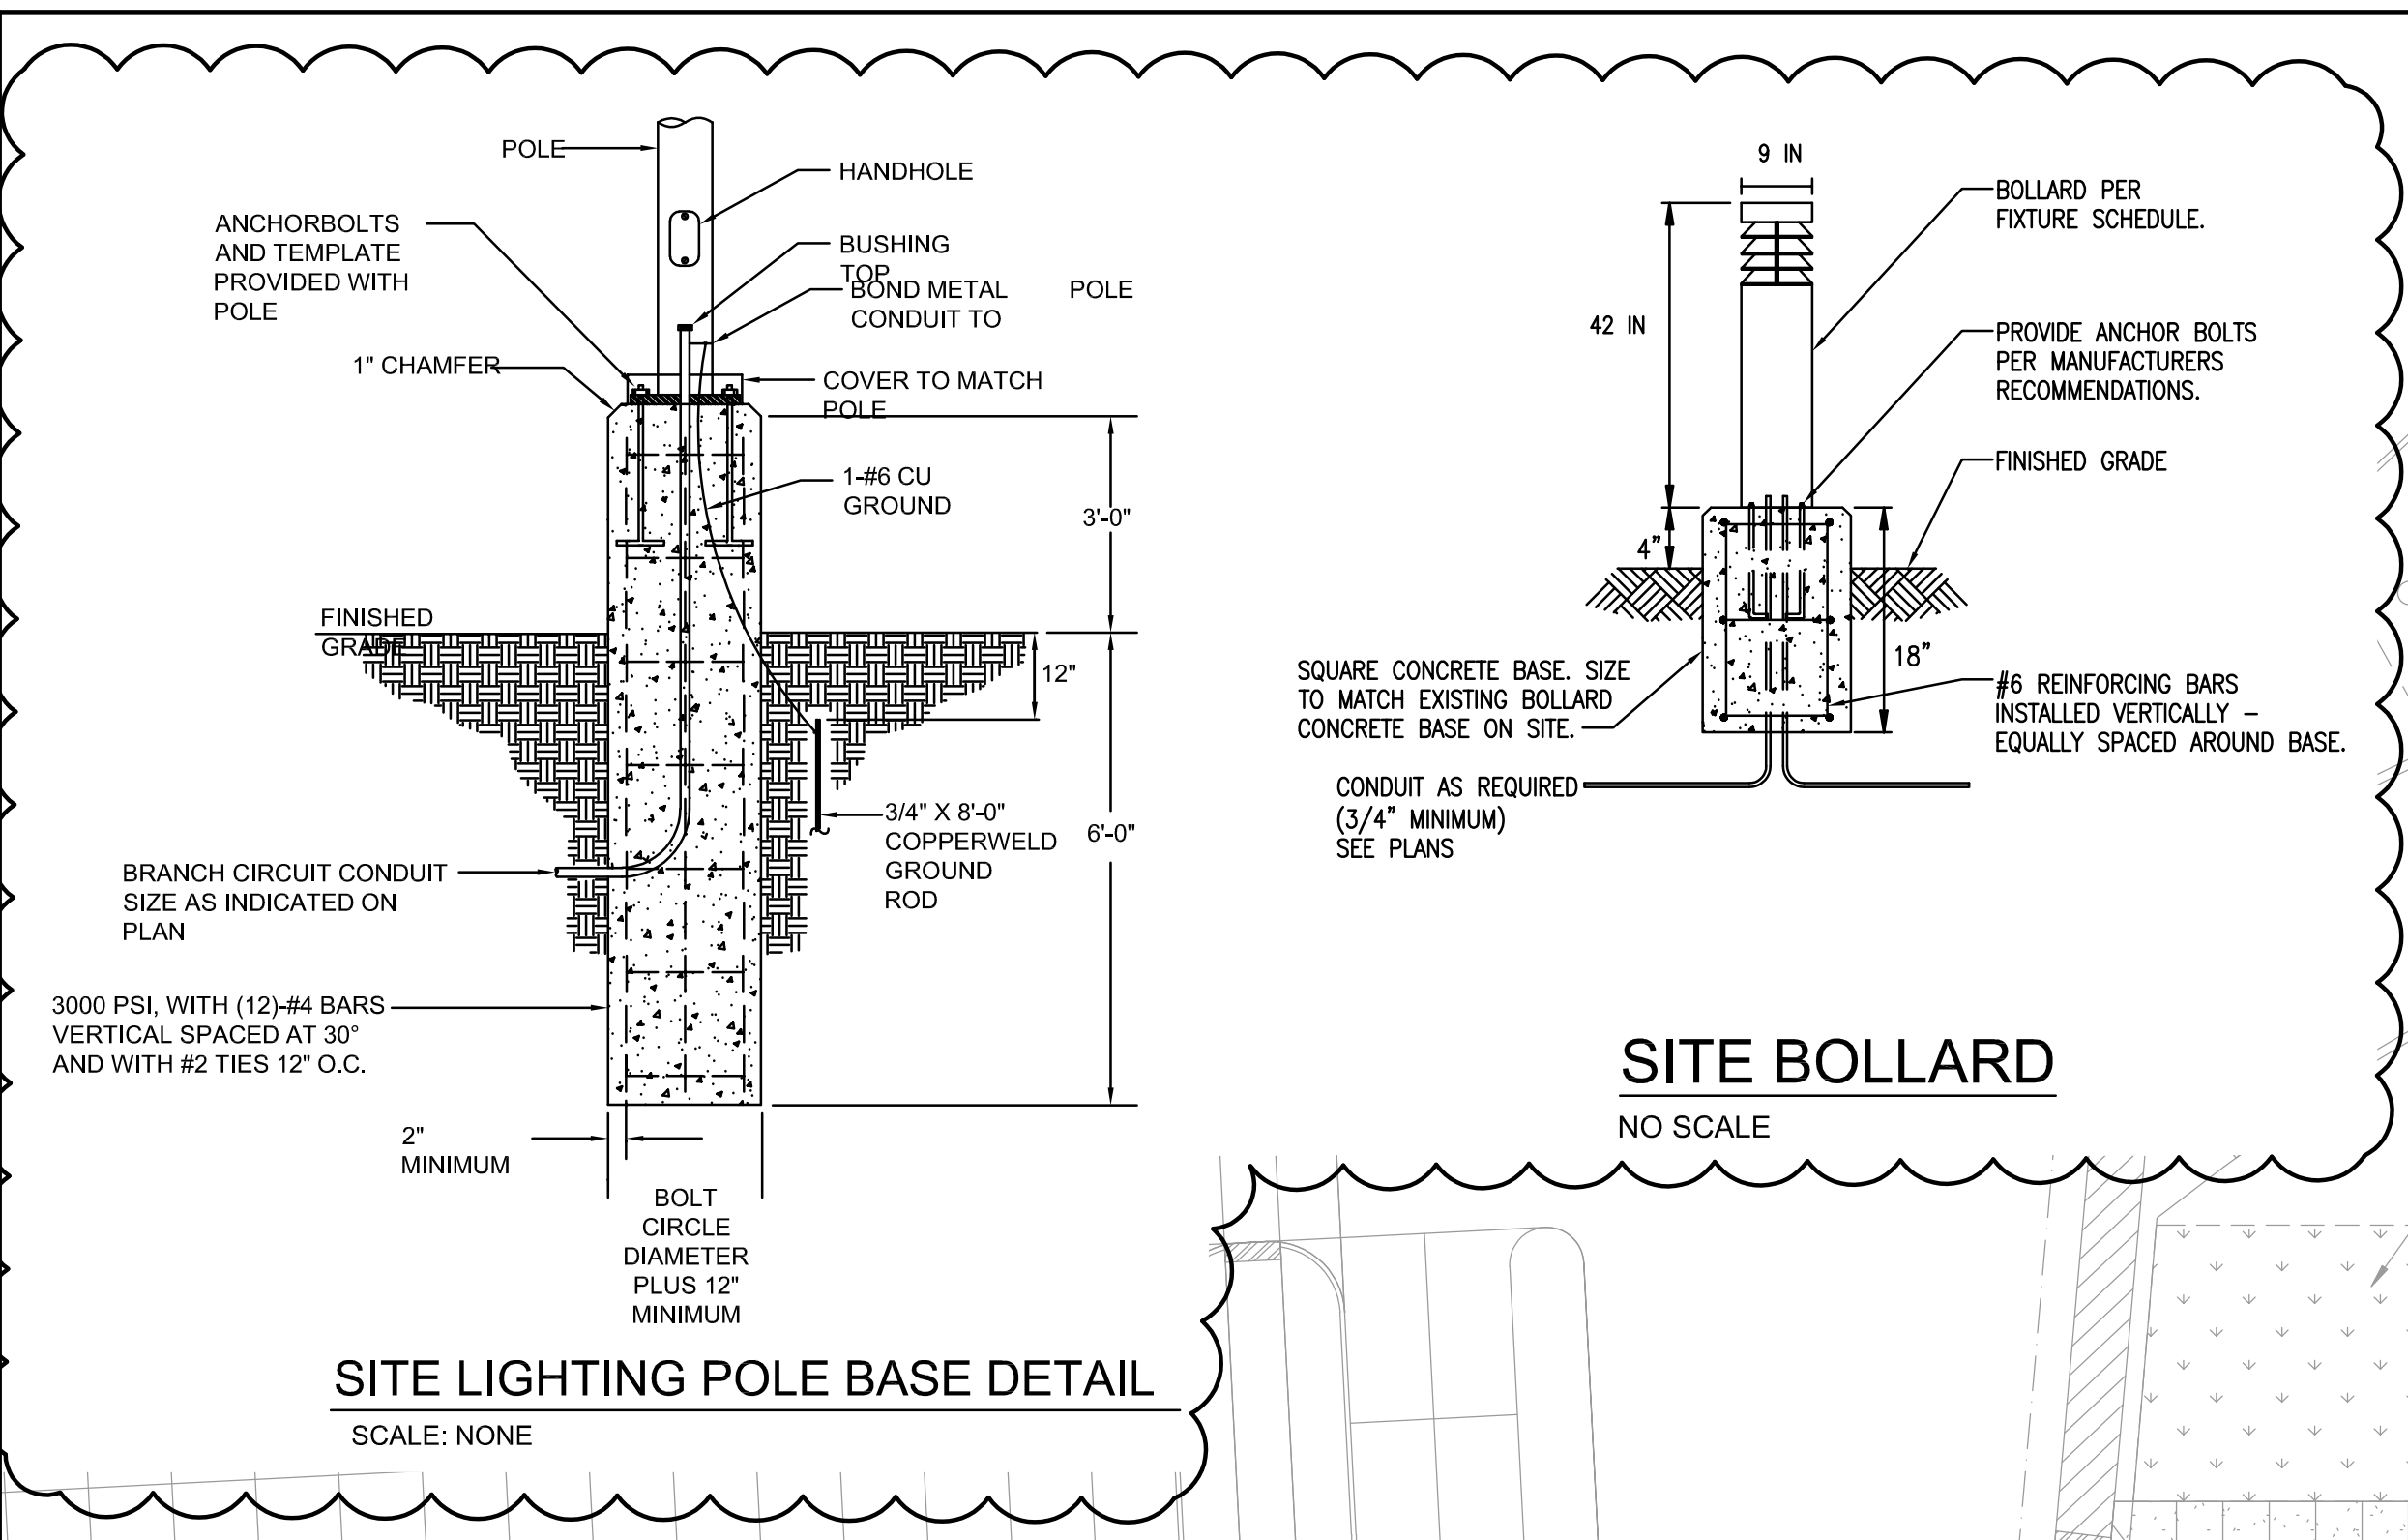 POLE
HANDHOLE
ANCHORBOLTS
AND TEMPLATE
PROVIDED WITH
POLE
BUSHING
TOP
BOND METAL POLE
CONDUIT TO
1" CHAMFER
COVER TO MATCH
POLE
1-#6 CU
GROUND
3'-0"
FINISHED
GRADE
12"
3/4" X 8'-0"
COPPERWELD
GROUND
ROD
6'-0"
BRANCH CIRCUIT CONDUIT
SIZE AS INDICATED ON
PLAN
3000 PSI, WITH (12)-#4 BARS
VERTICAL SPACED AT 30°
AND WITH #2 TIES 12" O.C.
2"
MINIMUM
BOLT
CIRCLE
DIAMETER
PLUS 12"
MINIMUM
SITE LIGHTING POLE BASE DETAIL
SCALE: NONE
9 IN
BOLLARD PER
FIXTURE SCHEDULE.
42 IN
PROVIDE ANCHOR BOLTS
PER MANUFACTURERS
RECOMMENDATIONS.
FINISHED GRADE
4"
18"
SQUARE CONCRETE BASE. SIZE
TO MATCH EXISTING BOLLARD
CONCRETE BASE ON SITE.
#6 REINFORCING BARS
INSTALLED VERTICALLY –
EQUALLY SPACED AROUND BASE.
CONDUIT AS REQUIRED
(3/4" MINIMUM)
SEE PLANS
SITE BOLLARD
NO SCALE